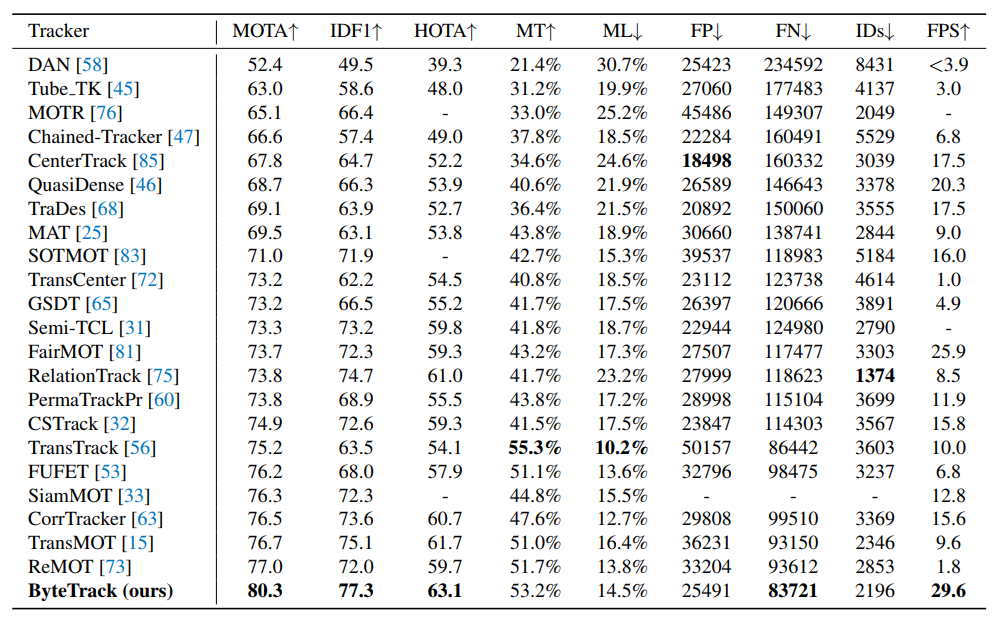 Tracker MOTA↑ IDF1↑ HOTA↑ MT↑ ML↓ FP↓ FN↓ IDs↓ FPS↑
DAN [58] 52.4 49.5 39.3 21.4% 30.7% 25423 234592 8431 <3.9
Tube_TK [45] 63.0 58.6 48.0 31.2% 19.9% 27060 177483 4137 3.0
MOTR [76] 65.1 66.4 - 33.0% 25.2% 45486 149307 2049 -
Chained-Tracker [47] 66.6 57.4 49.0 37.8% 18.5% 22284 160491 5529 6.8
CenterTrack [85] 67.8 64.7 52.2 34.6% 24.6% 18498 160332 3039 17.5
QuasiDense [46] 68.7 66.3 53.9 40.6% 21.9% 26589 146643 3378 20.3
TraDes [68] 69.1 63.9 52.7 36.4% 21.5% 20892 150060 3555 17.5
MAT [25] 69.5 63.1 53.8 43.8% 18.9% 30660 138741 2844 9.0
SOTMOT [83] 71.0 71.9 - 42.7% 15.3% 39537 118983 5184 16.0
TransCenter [72] 73.2 62.2 54.5 40.8% 18.5% 23112 123738 4614 1.0
GSDT [65] 73.2 66.5 55.2 41.7% 17.5% 26397 120666 3891 4.9
Semi-TCL [31] 73.3 73.2 59.8 41.8% 18.7% 22944 124980 2790 -
FairMOT [81] 73.7 72.3 59.3 43.2% 17.3% 27507 117477 3303 25.9
RelationTrack [75] 73.8 74.7 61.0 41.7% 23.2% 27999 118623 1374 8.5
PermaTrackPr [60] 73.8 68.9 55.5 43.8% 17.2% 28998 115104 3699 11.9
CSTrack [32] 74.9 72.6 59.3 41.5% 17.5% 23847 114303 3567 15.8
TransTrack [56] 75.2 63.5 54.1 55.3% 10.2% 50157 86442 3603 10.0
FUFET [53] 76.2 68.0 57.9 51.1% 13.6% 32796 98475 3237 6.8
SiamMOT [33] 76.3 72.3 - 44.8% 15.5% - - - 12.8
CorrTracker [63] 76.5 73.6 60.7 47.6% 12.7% 29808 99510 3369 15.6
TransMOT [15] 76.7 75.1 61.7 51.0% 16.4% 36231 93150 2346 9.6
ReMOT [73] 77.0 72.0 59.7 51.7% 13.8% 33204 93612 2853 1.8
ByteTrack (ours) 80.3 77.3 63.1 53.2% 14.5% 25491 83721 2196 29.6